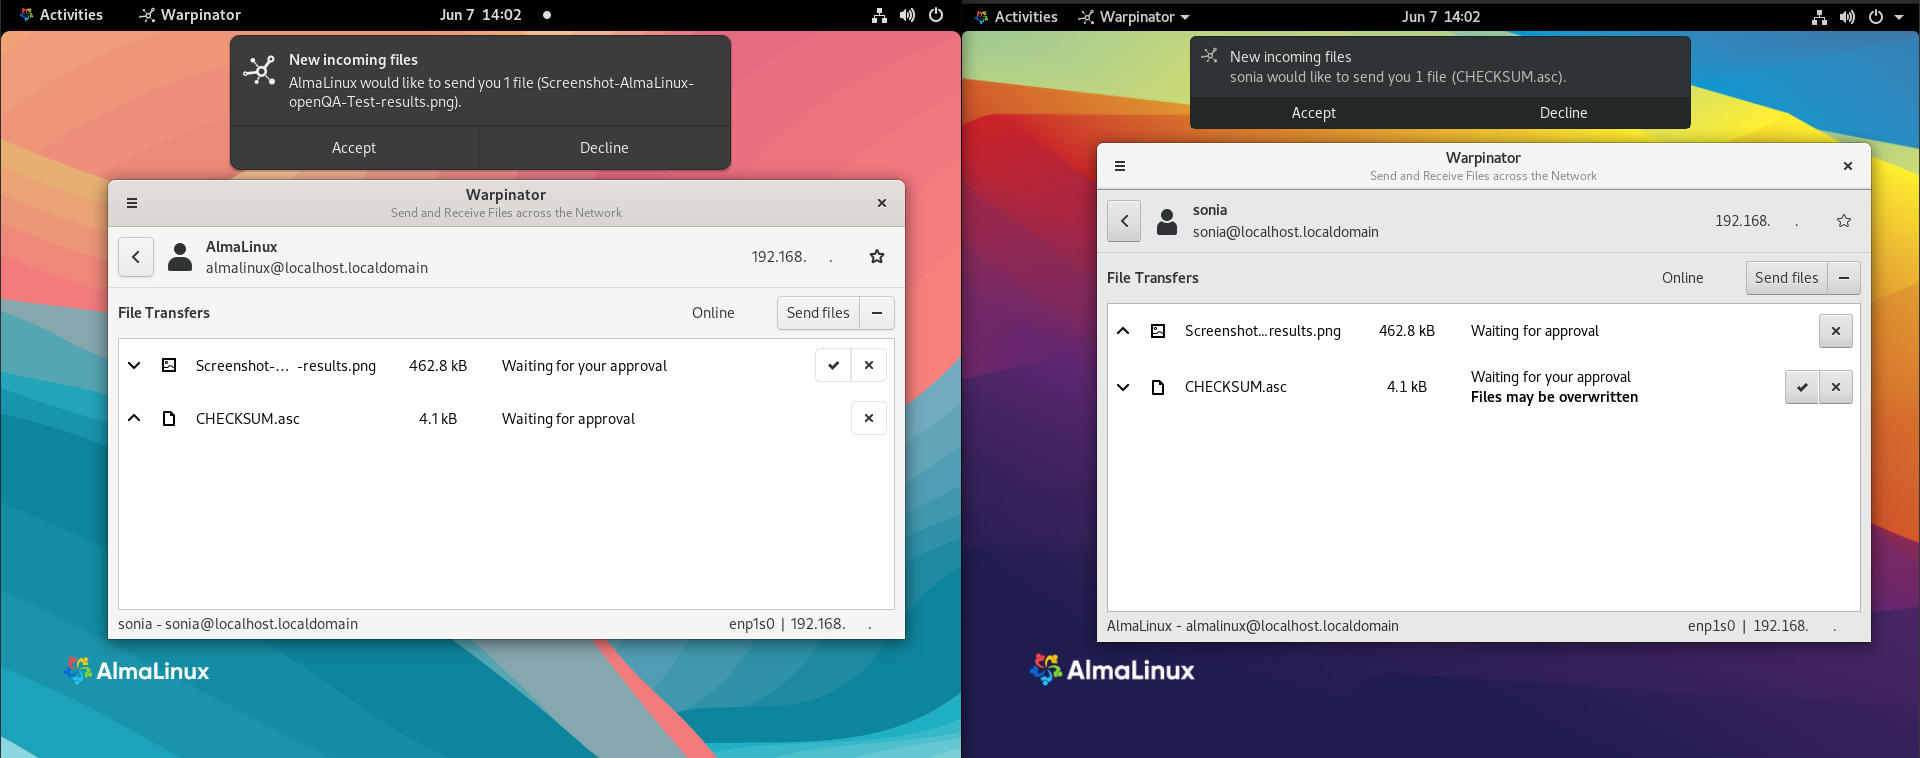 Activities
Warpinator
Jun 7 14:02
New incoming files
AlmaLinux would like to send you 1 file (Screenshot-AlmaLinux-
openQA-Test-results.png).
Accept
Decline
Warpinator
Send and Receive Files across the Network
AlmaLinux
almalinux@localhost.localdomain
192.168. .
File Transfers
Online
Send files
Screenshot-... -results.png
462.8 kB
Waiting for your approval
CHECKSUM.asc
4.1 kB
Waiting for approval
sonia - sonia@localhost.localdomain
enp1s0 | 192.168. .
AlmaLinux
Activities
Warpinator
Jun 7 14:02
New incoming files
sonia would like to send you 1 file (CHECKSUM.asc).
Accept
Decline
Warpinator
Send and Receive Files across the Network
sonia
sonia@localhost.localdomain
192.168. .
File Transfers
Online
Send files
Screenshot...results.png
462.8 kB
Waiting for approval
CHECKSUM.asc
4.1 kB
Waiting for your approval
Files may be overwritten
AlmaLinux - almalinux@localhost.localdomain
enp1s0 | 192.168. .
AlmaLinux